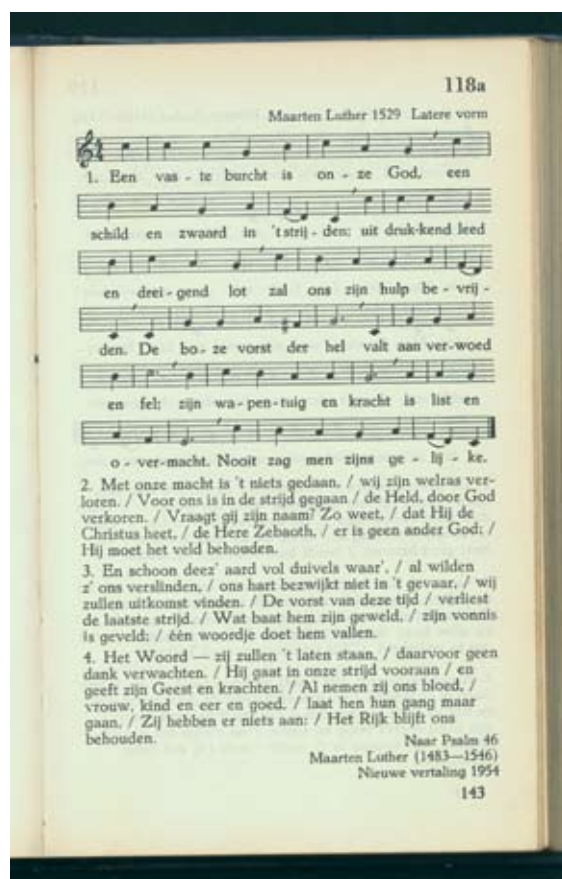 118a
Maarten Luther 1529 Latere vorm
1. Een vas - te burcht is on - ze God, een
schild en zwaard in 't strij - den; uit druk-kend leed
en drei - gend lot zal ons zijn hulp be - vrij -
den. De bo - ze vorst der hel valt aan ver-woed
en fel; zijn wa - pen - tuig en kracht is list en
o - ver-macht. Nooit zag men zijns ge - lij - ke.
2. Met onze macht is 't niets gedaan, / wij zijn welras ver-
loren. / Voor ons is in de strijd gegaan / de Held, door God
verkoren. / Vraagt gij zijn naam? Zo weet, / dat Hij de
Christus heet, / de Here Zebaoth, / er is geen ander God; /
Hij moet het veld behouden.
3. En schoon deez' aard vol duivels waar', / al wilden
z' ons verslinden, / ons hart bezwijkt niet in 't gevaar, / wij
zullen uitkomst vinden. / De vorst van deze tijd / verliest
de laatste strijd. / Wat baat hem zijn geweld, / zijn vonnis
is geveld; / één woordje doet hem vallen.
4. Het Woord — zij zullen 't laten staan, / daarvoor geen
dank verwachten. / Hij gaat in onze strijd vooraan / en
geeft zijn Geest en krachten. / Al nemen zij ons bloed, /
vrouw, kind en eer en goed, / laat hen hun gang maar
gaan, / Zij hebben er niets aan: / Het Rijk blijft ons
behouden.
Naar Psalm 46
Maarten Luther (1483—1546)
Nieuwe vertaling 1954
143